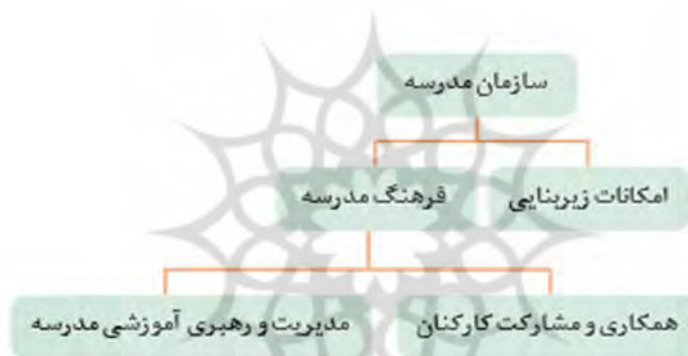 سازمان مدرسه
امکانات زیربنایی
فرهنگ مدرسه
همکاری و مشارکت کارکنان
مدیریت و رهبری آموزشی مدرسه